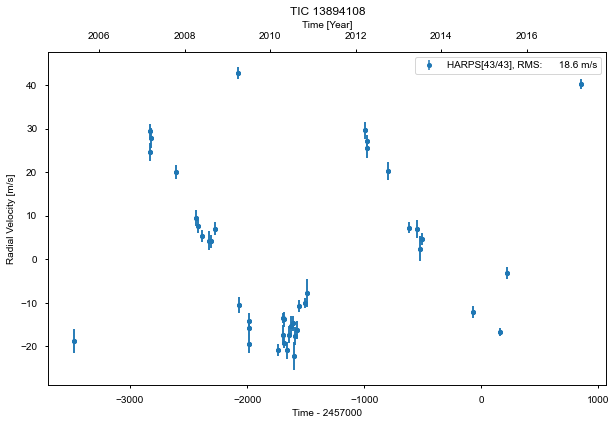 TIC 13894108
Time [Year]
2006 2008 2010 2012 2014 2016
HARPS[43/43], RMS: 18.6 m/s
40
30
20
10
0
−10
−20
Radial Velocity [m/s]
−3000 −2000 −1000 0 1000
Time - 2457000